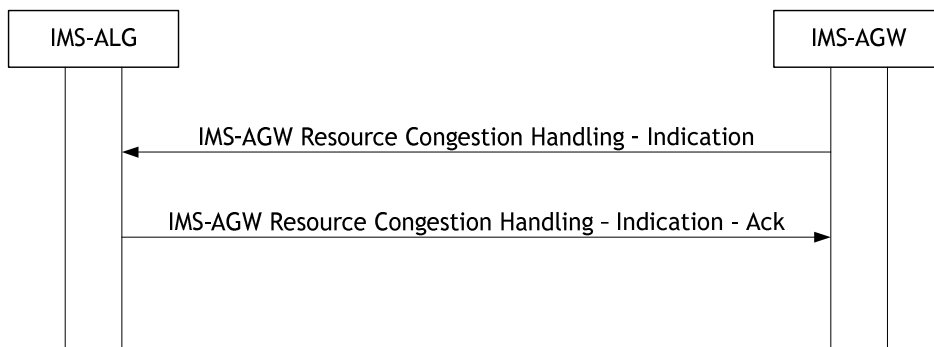 IMS-ALG
IMS-AGW
IMS-AGW Resource Congestion Handling - Indication
IMS-AGW Resource Congestion Handling – Indication - Ack